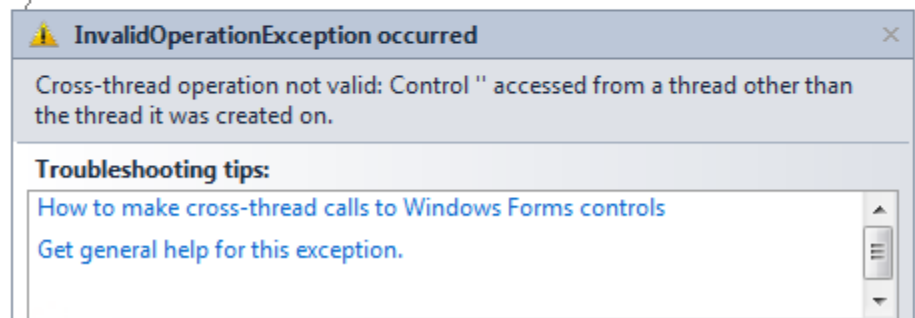 InvalidOperationException occurred
Cross-thread operation not valid: Control '' accessed from a thread other than
the thread it was created on.
Troubleshooting tips:
How to make cross-thread calls to Windows Forms controls
Get general help for this exception.